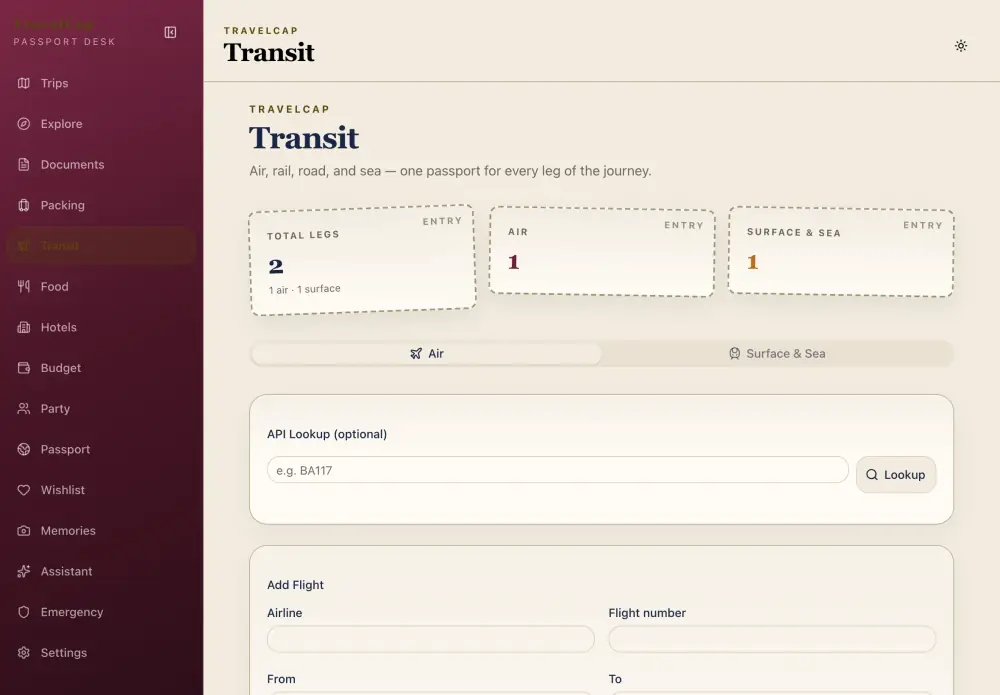 TravelCap
PASSPORT DESK
Trips
Explore
Documents
Packing
Transit
Food
Hotels
Budget
Party
Passport
Wishlist
Memories
Assistant
Emergency
Settings
TRAVELCAP
Transit
TRAVELCAP
Transit
Air, rail, road, and sea — one passport for every leg of the journey.
ENTRY
TOTAL LEGS
2
1 air · 1 surface
ENTRY
AIR
1
ENTRY
SURFACE & SEA
1
Air
Surface & Sea
API Lookup (optional)
e.g. BA117
Lookup
Add Flight
Airline
Flight number
From
To